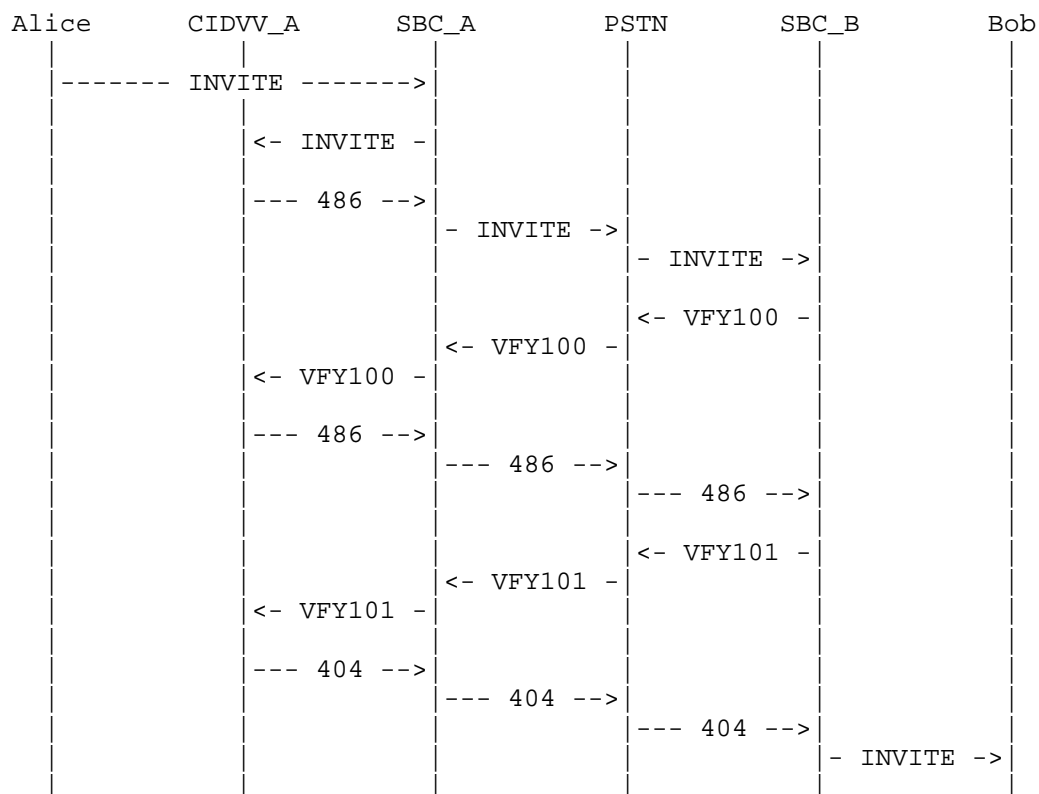 Alice CIDVV_A SBC_A PSTN SBC_B Bob
|------- INVITE ------->|
|<- INVITE -|
|--- 486 -->|
|- INVITE ->|
|- INVITE ->|
|<- VFY100 -|
|<- VFY100 -|
|<- VFY100 -|
|--- 486 -->|
|--- 486 -->|
|--- 486 -->|
|<- VFY101 -|
|<- VFY101 -|
|<- VFY101 -|
|--- 404 -->|
|--- 404 -->|
|--- 404 -->|
|- INVITE ->|